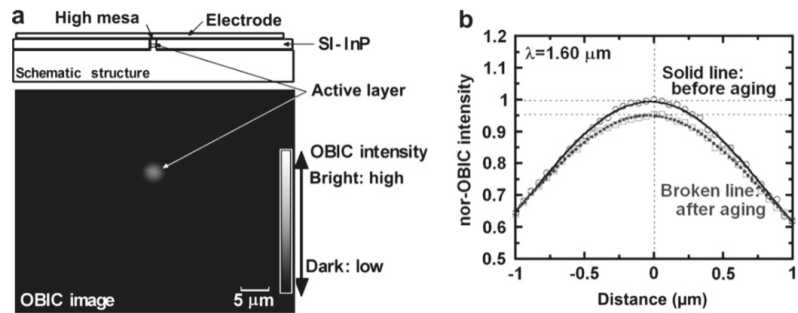 a
High mesa
Electrode
SI-InP
Schematic structure
Active layer
OBIC intensity
Bright: high
Dark: low
5 μm
OBIC image
b
λ=1.60 μm
Solid line:
before aging
Broken line:
after aging
nor-OBIC intensity
1.2
1.1
1
0.9
0.8
0.7
0.6
0.5
-1
-0.5
0
0.5
1
Distance (μm)